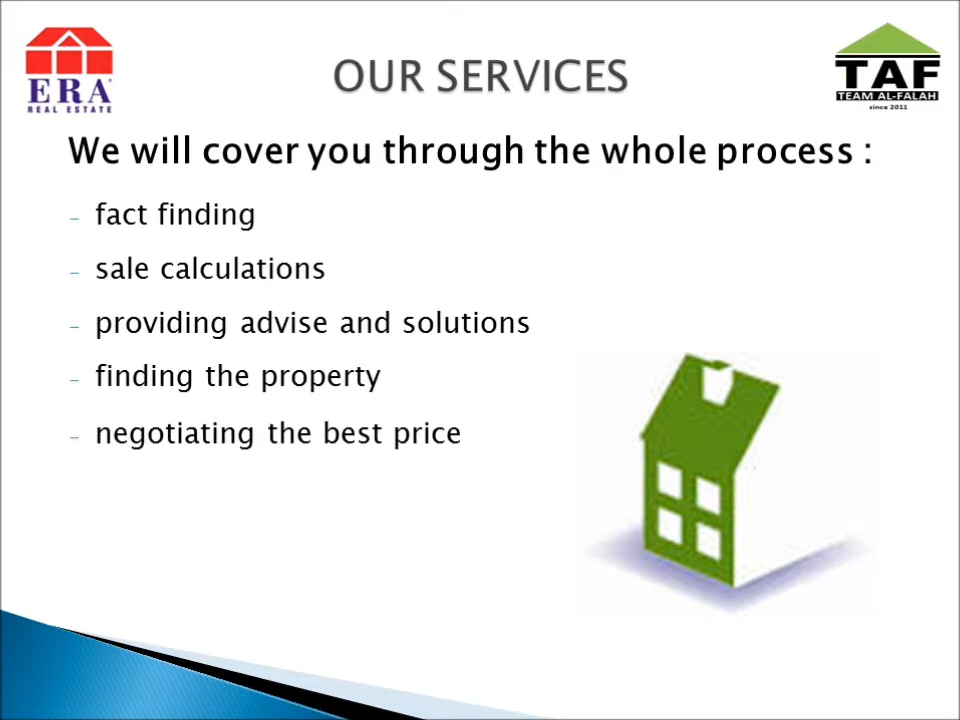 ERA
REAL ESTATE
OUR SERVICES
TAF
TEAM AL-FALAH
since 2011
We will cover you through the whole process :
- fact finding
- sale calculations
- providing advise and solutions
- finding the property
- negotiating the best price